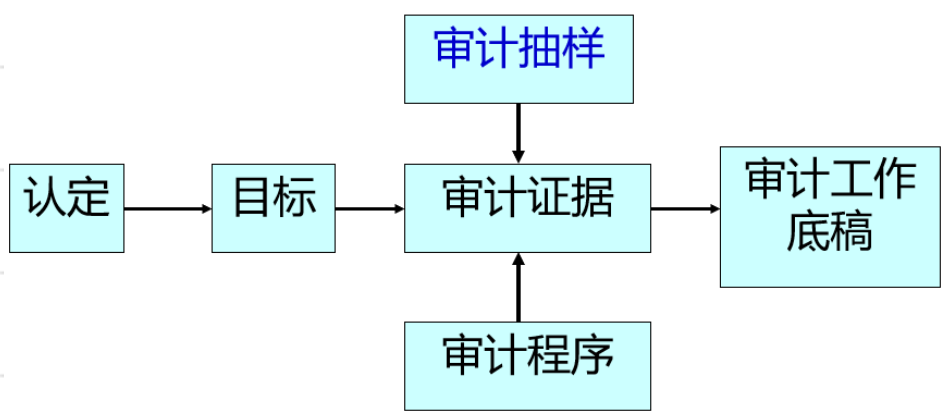 审计抽样
认定
目标
审计证据
审计工作
底稿
审计程序